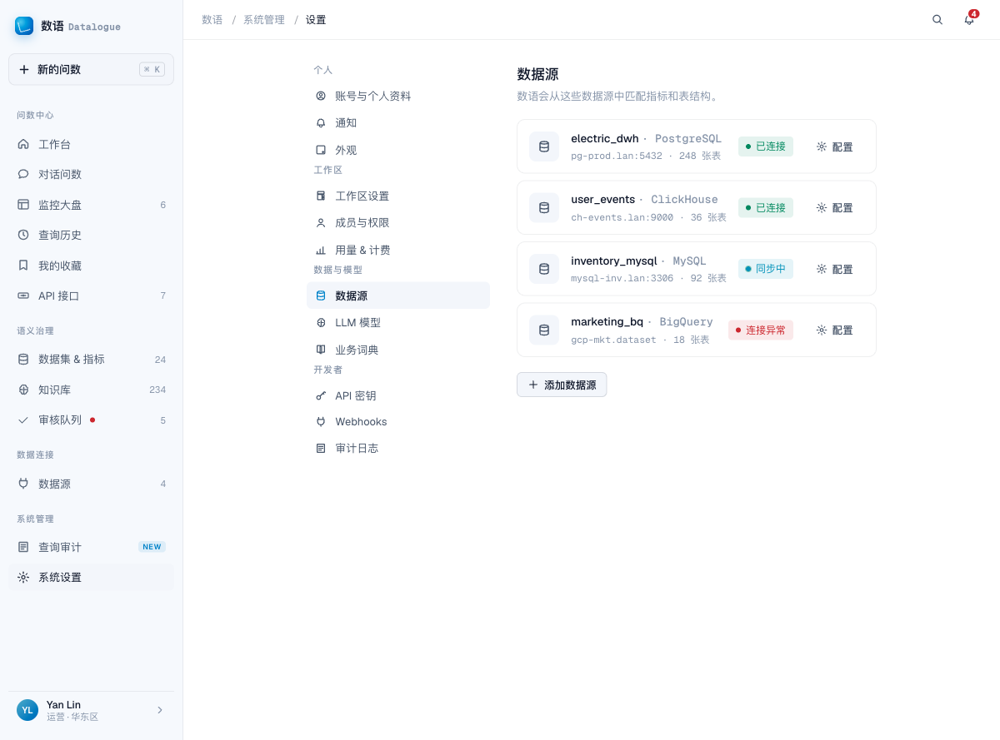 数语 Datalogue
新的问数 ⌘ K
问数中心
工作台
对话问数
监控大盘 6
查询历史
我的收藏
API 接口 7
语义治理
数据集 & 指标 24
知识库 234
审核队列 5
数据连接
数据源 4
系统管理
查询审计 NEW
系统设置
YL Yan Lin
运营 · 华东区
数语 / 系统管理 / 设置
4
个人
账号与个人资料
通知
外观
工作区
工作区设置
成员与权限
用量 & 计费
数据与模型
数据源
LLM 模型
业务词典
开发者
API 密钥
Webhooks
审计日志
数据源
数语会从这些数据源中匹配指标和表结构。
electric_dwh · PostgreSQL
pg-prod.lan:5432 · 248 张表
已连接
配置
user_events · ClickHouse
ch-events.lan:9000 · 36 张表
已连接
配置
inventory_mysql · MySQL
mysql-inv.lan:3306 · 92 张表
同步中
配置
marketing_bq · BigQuery
gcp-mkt.dataset · 18 张表
连接异常
配置
添加数据源